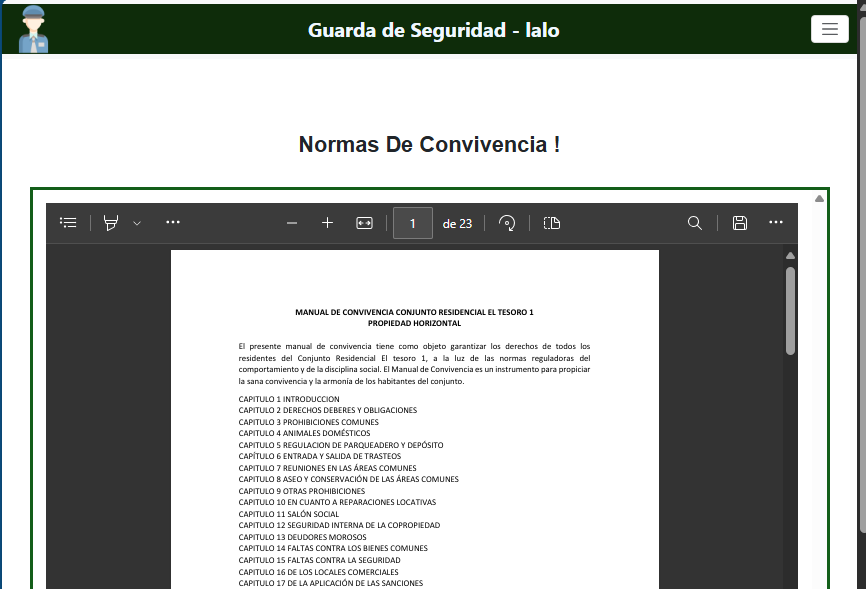 Guarda de Seguridad - lalo
Normas De Convivencia !
1 de 23
MANUAL DE CONVIVENCIA CONJUNTO RESIDENCIAL EL TESORO 1
PROPIEDAD HORIZONTAL
El presente manual de convivencia tiene como objeto garantizar los derechos de todos los
residentes del Conjunto Residencial El tesoro 1, a la luz de las normas reguladoras del
comportamiento y de la disciplina social. El Manual de Convivencia es un instrumento para propiciar
la sana convivencia y la armonía de los habitantes del conjunto.
CAPITULO 1 INTRODUCCION
CAPITULO 2 DERECHOS DEBERES Y OBLIGACIONES
CAPITULO 3 PROHIBICIONES COMUNES
CAPITULO 4 ANIMALES DOMÉSTICOS
CAPITULO 5 REGULACION DE PARQUEADERO Y DEPÓSITO
CAPÍTULO 6 ENTRADA Y SALIDA DE TRASTEOS
CAPITULO 7 REUNIONES EN LAS ÁREAS COMUNES
CAPITULO 8 ASEO Y CONSERVACIÓN DE LAS ÁREAS COMUNES
CAPITULO 9 OTRAS PROHIBICIONES
CAPITULO 10 EN CUANTO A REPARACIONES LOCATIVAS
CAPITULO 11 SALÓN SOCIAL
CAPITULO 12 SEGURIDAD INTERNA DE LA COPROPIEDAD
CAPITULO 13 DEUDORES MOROSOS
CAPITULO 14 FALTAS CONTRA LOS BIENES COMUNES
CAPITULO 15 FALTAS CONTRA LA SEGURIDAD
CAPITULO 16 DE LOS LOCALES COMERCIALES
CAPITULO 17 DE LA APLICACIÓN DE LAS SANCIONES